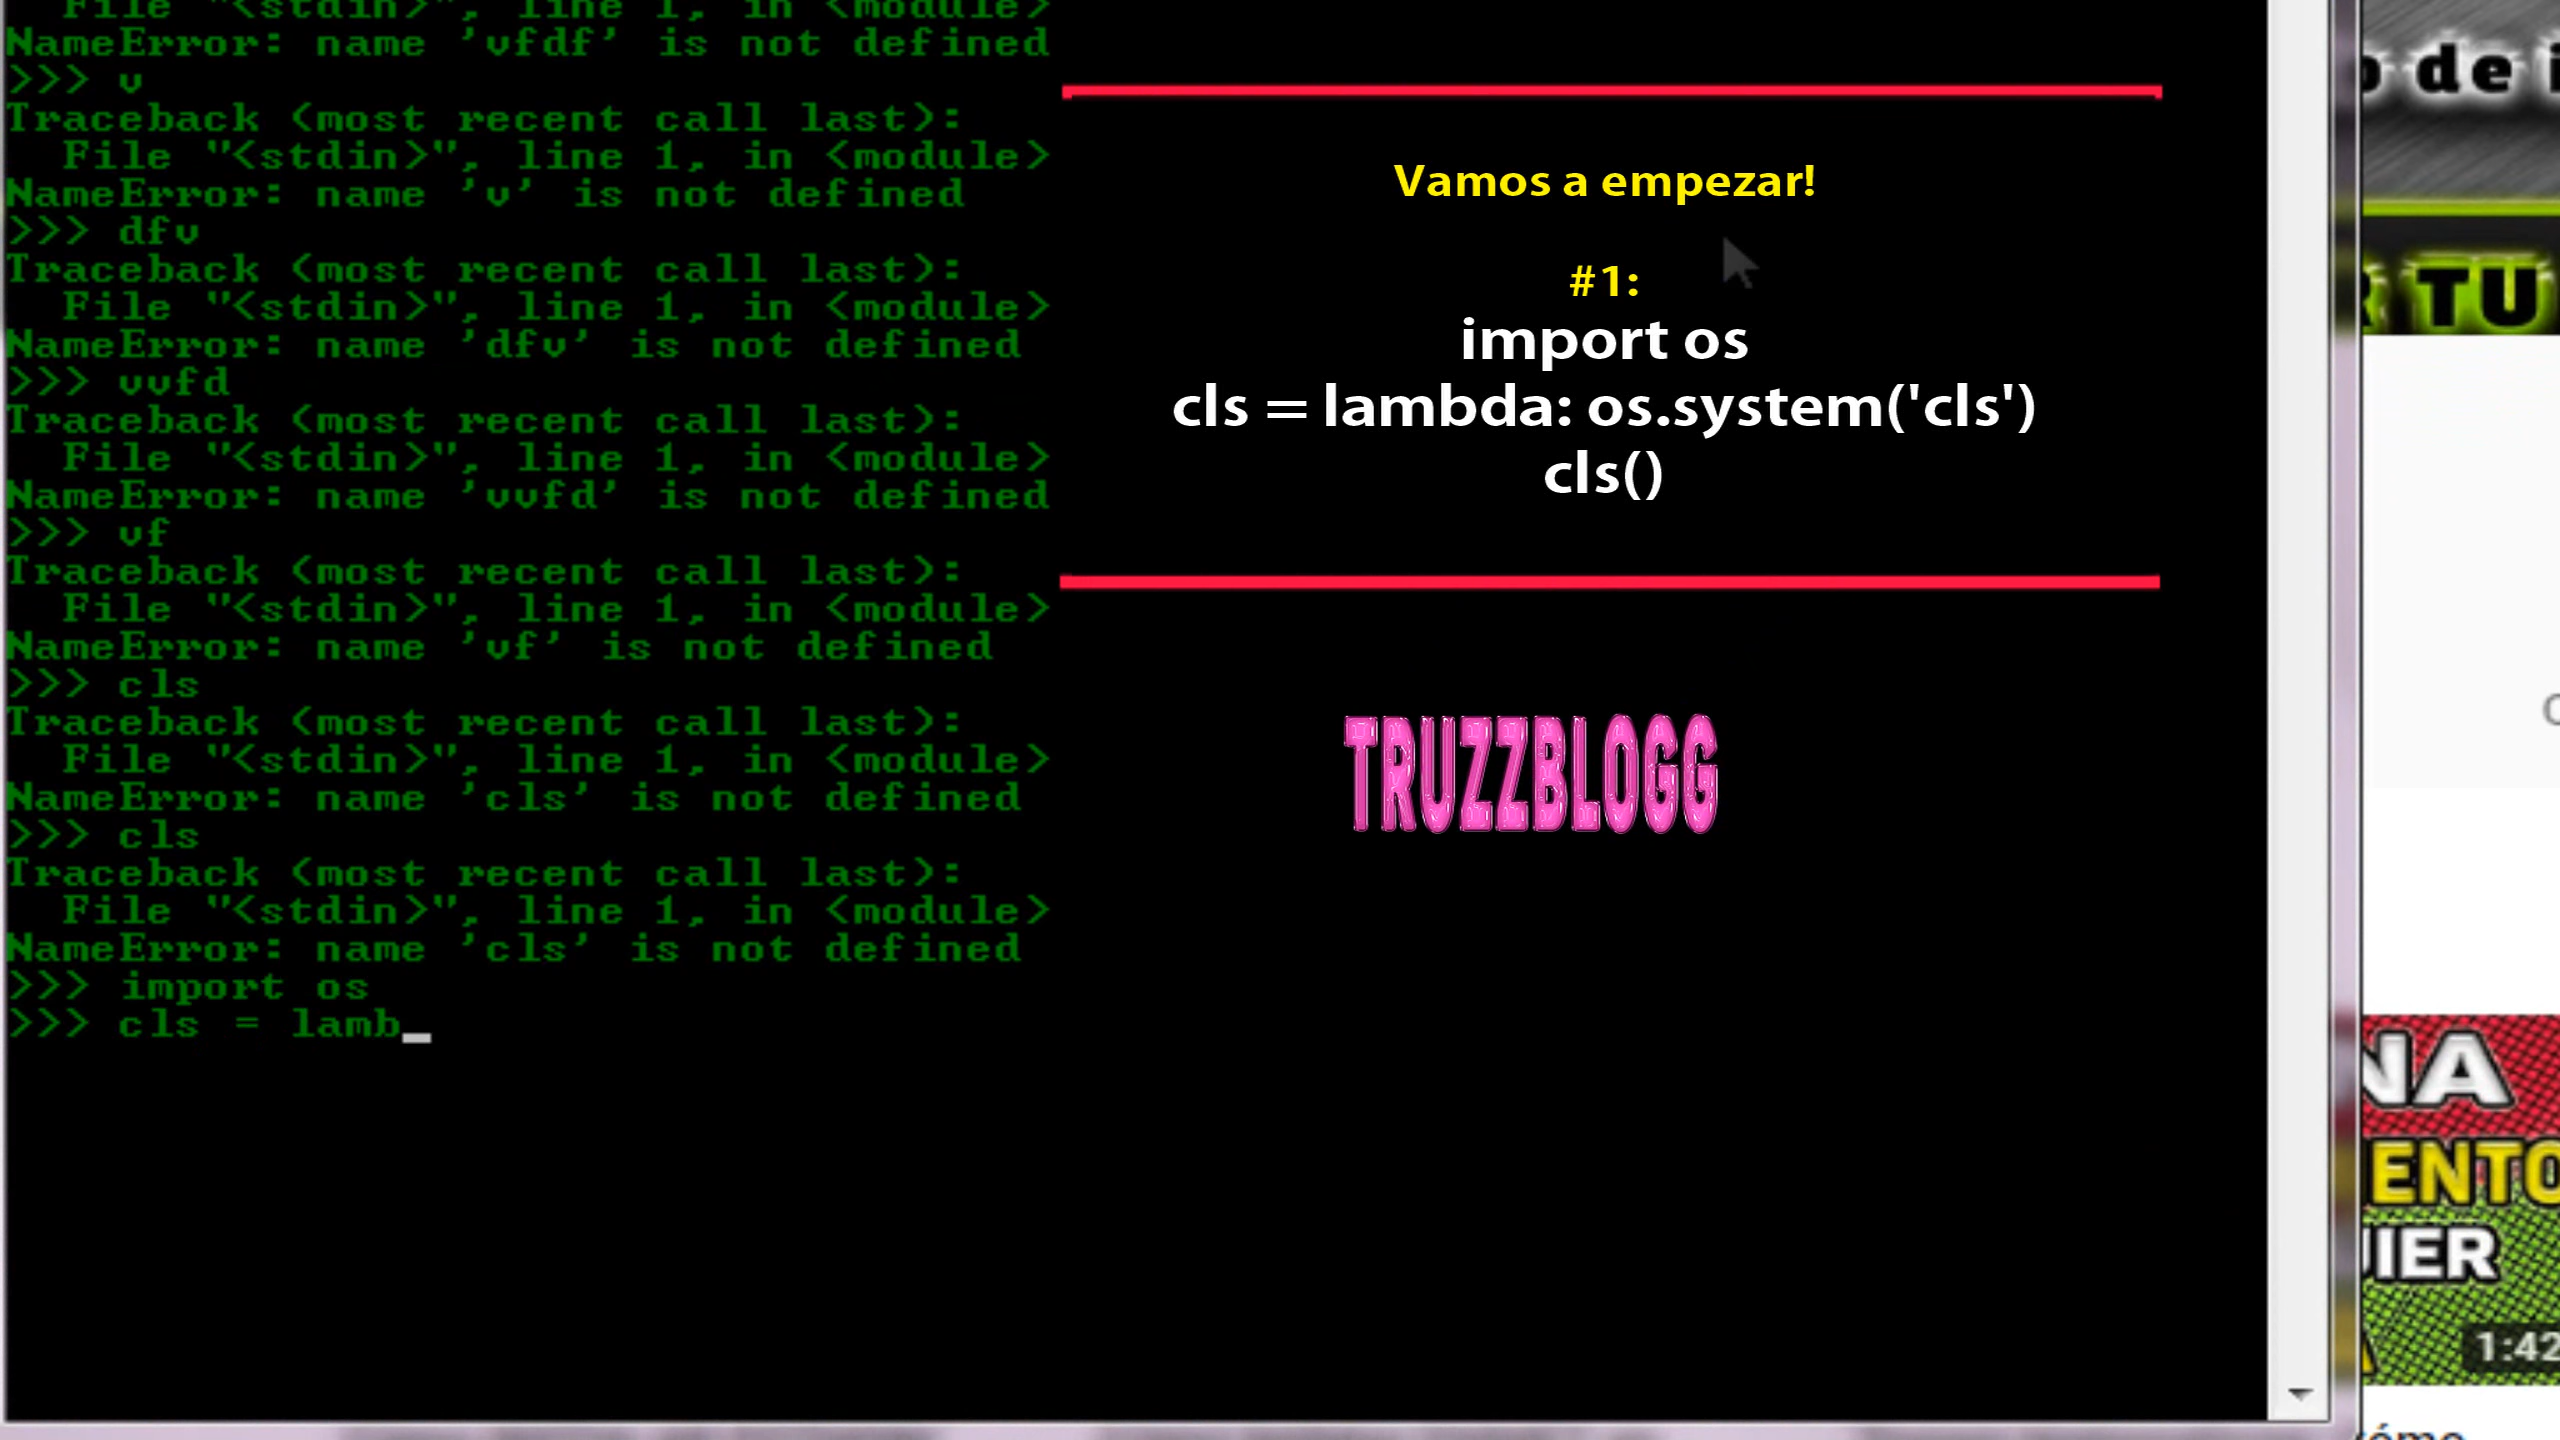 File "<stdin>", line 1, in <module>
NameError: name 'vfdf' is not defined
>>> v
Traceback (most recent call last):
  File "<stdin>", line 1, in <module>
NameError: name 'v' is not defined
>>> dfv
Traceback (most recent call last):
  File "<stdin>", line 1, in <module>
NameError: name 'dfv' is not defined
>>> vvfd
Traceback (most recent call last):
  File "<stdin>", line 1, in <module>
NameError: name 'vvfd' is not defined
>>> vf
Traceback (most recent call last):
  File "<stdin>", line 1, in <module>
NameError: name 'vf' is not defined
>>> cls
Traceback (most recent call last):
  File "<stdin>", line 1, in <module>
NameError: name 'cls' is not defined
>>> cls
Traceback (most recent call last):
  File "<stdin>", line 1, in <module>
NameError: name 'cls' is not defined
>>> import os
>>> cls = lamb_
Vamos a empezar!
#1:
import os
cls = lambda: os.system('cls')
cls()
TRUZZBLOGG
de
TU
NA
ENTO
IER
1:42